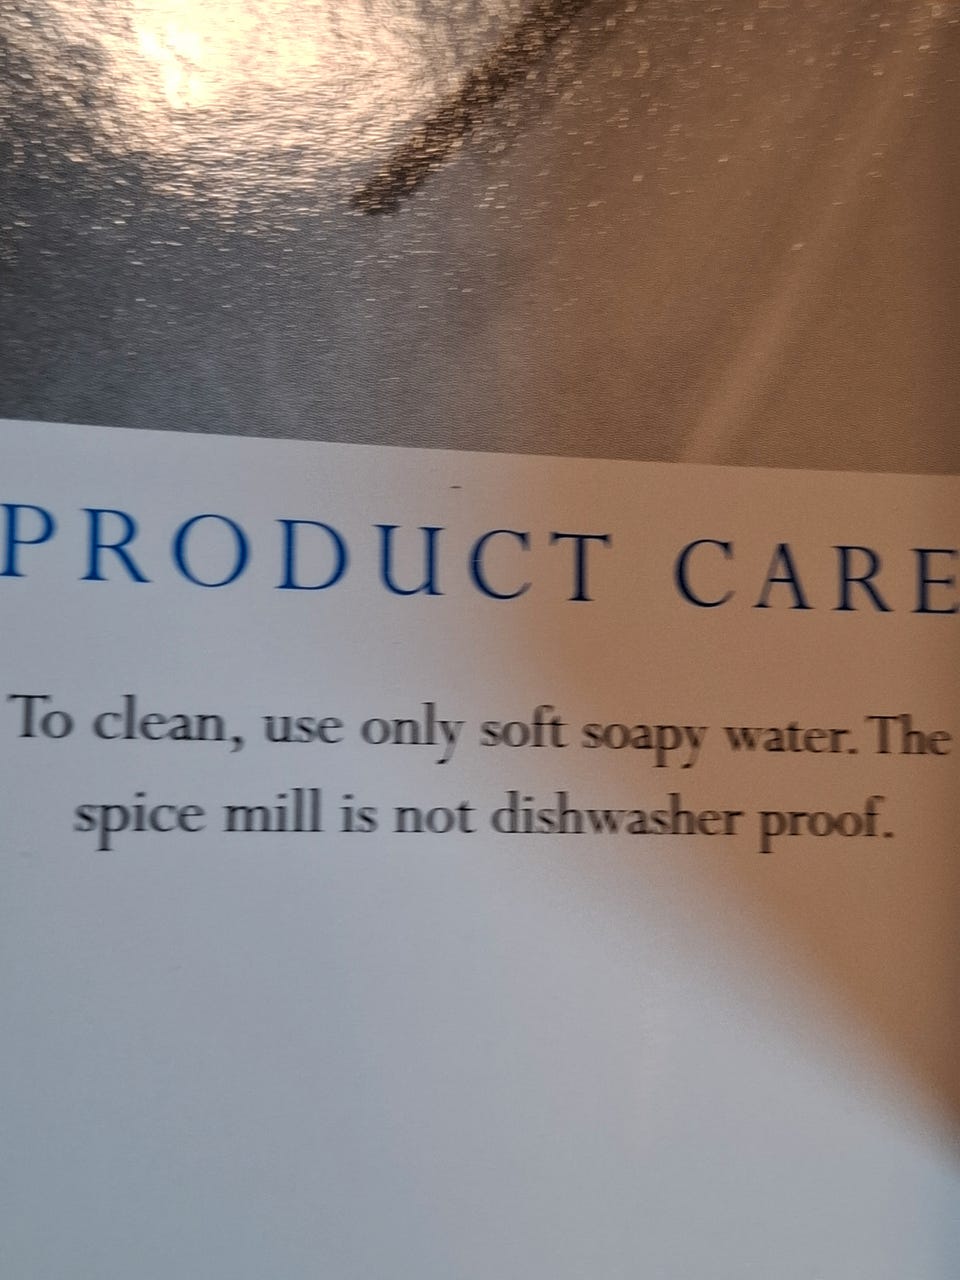 PRODUCT CARE
To clean, use only soft soapy water. The
spice mill is not dishwasher proof.